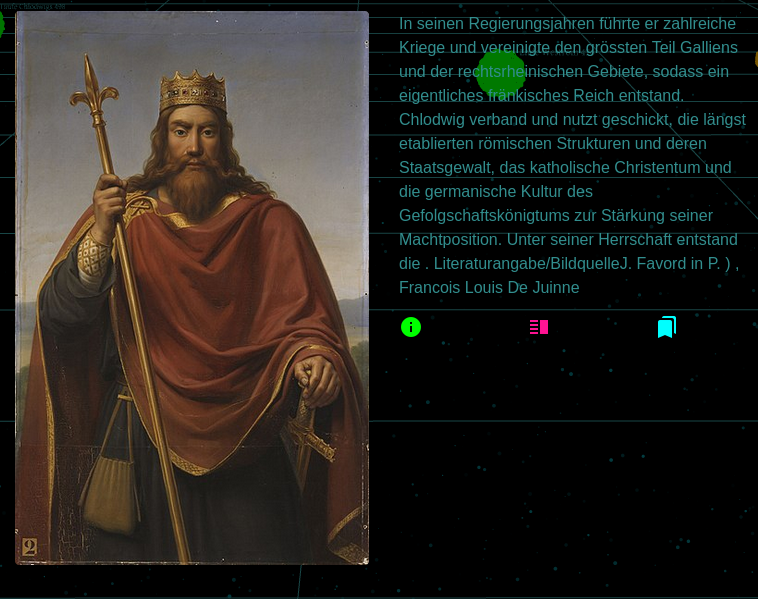 In seinen Regierungsjahren führte er zahlreiche
Kriege und vereinigte den grössten Teil Galliens
und der rechtsrheinischen Gebiete, sodass ein
eigentliches fränkisches Reich entstand.
Chlodwig verband und nutzt geschickt, die längst
etablierten römischen Strukturen und deren
Staatsgewalt, das katholische Christentum und
die germanische Kultur des
Gefolgschaftskönigtums zur Stärkung seiner
Machtposition. Unter seiner Herrschaft entstand
die . Literaturangabe/BildquelleJ. Favord in P. ) ,
Francois Louis De Juinne
2